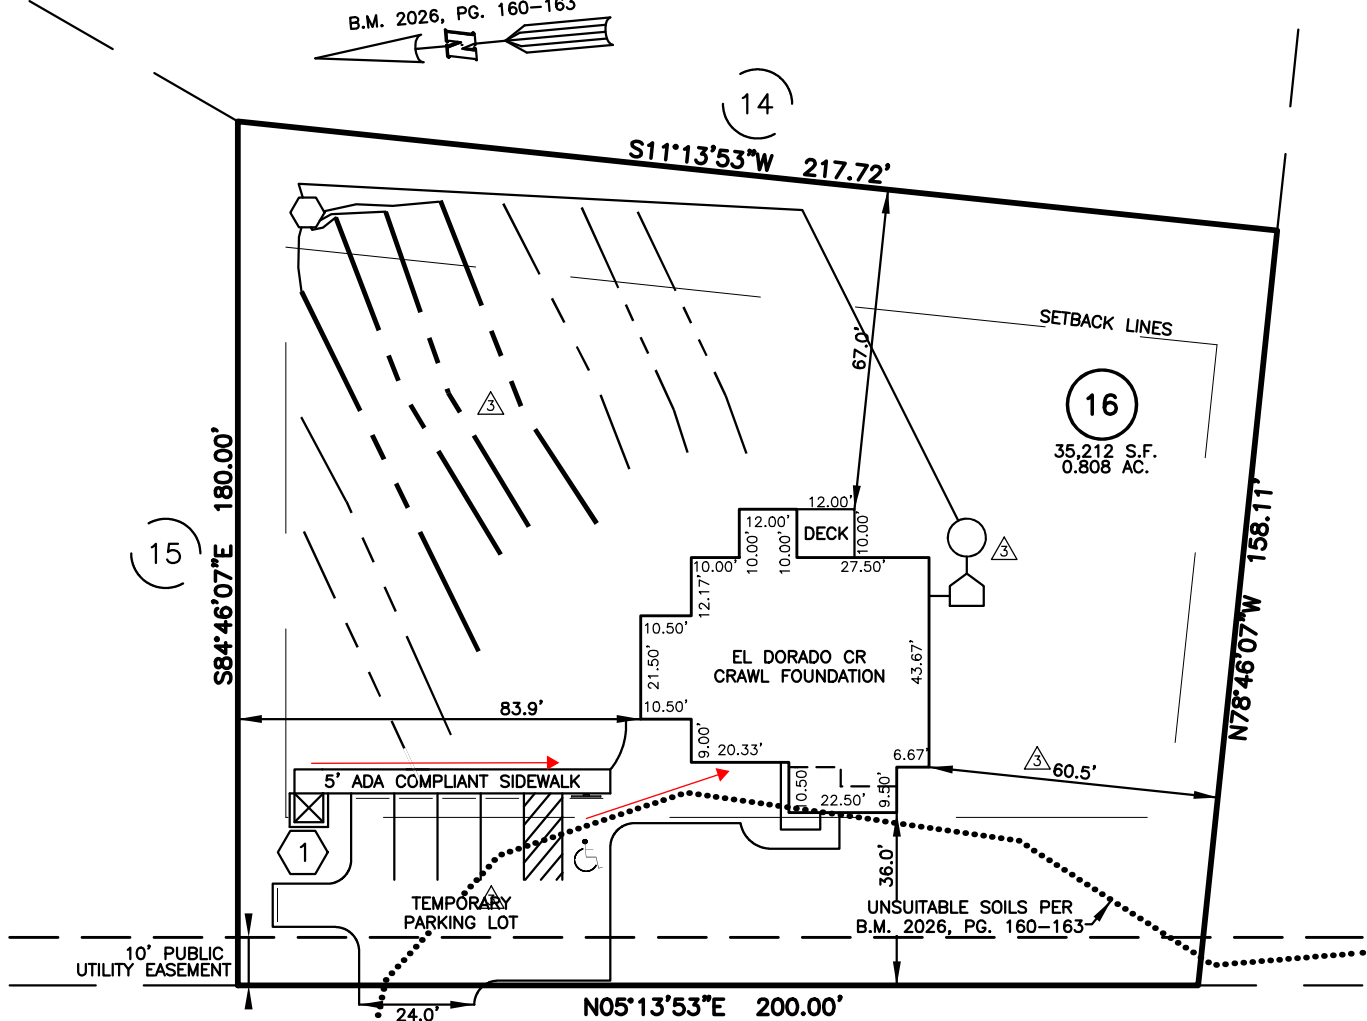 B.M. 2026, PG. 160-163
N
14
S11°13'53"W 217.72'
SETBACK LINES
67.0'
16
35,212 S.F.
0.808 AC.
3
S84°46'07"E 180.00'
15
N78°46'07"W 158.11'
12.00'
12.00'
DECK
10.00'
10.00'
10.00'
10.00'
27.50'
3
12.17'
10.50'
21.50'
10.50'
EL DORADO CR
CRAWL FOUNDATION
43.67'
83.9'
9.00'
20.33'
6.67'
3
60.5'
5' ADA COMPLIANT SIDEWALK
10.50
22.50'
9.50'
1
36.0'
3
TEMPORARY
PARKING LOT
UNSUITABLE SOILS PER
B.M. 2026, PG. 160-163
10' PUBLIC
UTILITY EASEMENT
24.0'
N05°13'53"E 200.00'